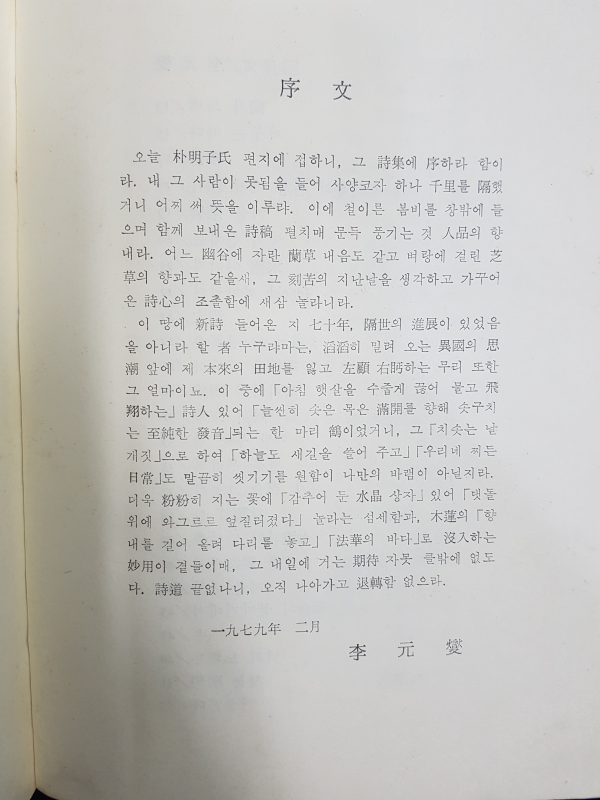 序 文
오늘 朴明子氏 편지에 접하니, 그 詩集에 序하라 함이
라. 내 그 사람이 못됨을 들어 사양코자 하나 千里를 隔했
거니 어찌 써 뜻을 이루랴. 이에 철이른 봄비를 창밖에 들
으며 함께 보내온 詩稿 펼치매 문득 풍기는 것 人品의 향
내라. 어느 幽谷에 자란 蘭草 내음도 같고 벼랑에 걸린 芝
草의 향과도 같을새, 그 刻苦의 지난날을 생각하고 가꾸어
온 詩心의 조촐함에 새삼 놀라니라.
이 땅에 新詩 들어온 지 七十年, 隔世의 進展이 있었음
을 아니라 할 者 누구랴마는, 滔滔히 밀려 오는 異國의 思
潮 앞에 제 本來의 田地를 잃고 左顧 右眄하는 무리 또한
그 얼마이뇨. 이 중에 「아침 햇살을 수줍게 끊어 물고 飛
翔하는」 詩人 있어 「늘씬히 솟은 목은 滿開를 향해 솟구치
는 至純한 發音」되는 한 마리 鶴이었거니, 그 「치솟는 날
개짓」으로 하여 「하늘도 새길을 쓸어 주고」 「우리네 찌든
日常」도 말끔히 씻기기를 원함이 나만의 바램이 아닐지라.
더욱 粉粉히 지는 꽃에 「감추어 둔 水晶 상자」 있어 「댓돌
위에 와그르르 엎질러졌다」 놀라는 섬세함과, 木蓮의 「향
내를 길어 올려 다리를 놓고」 「法華의 바다」로 沒入하는
妙用이 곁들이매, 그 내일에 거는 期待 자못 클밖에 없도
다. 詩道 끝없나니, 오직 나아가고 退轉함 없으라.
一九七九年 二月
李 元 燮